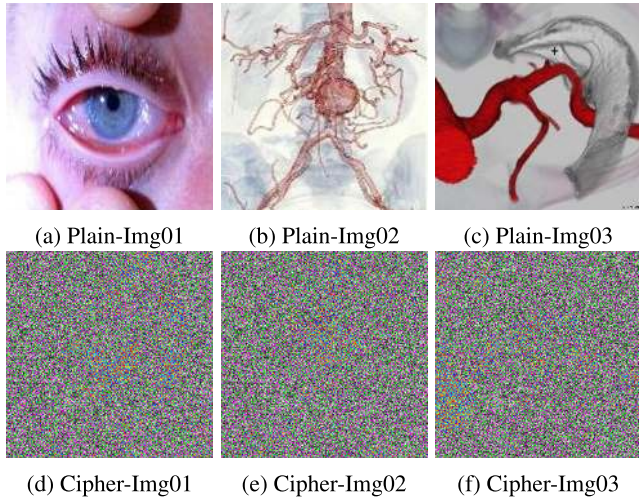 (a) Plain-Img01
(b) Plain-Img02
(c) Plain-Img03
(d) Cipher-Img01
(e) Cipher-Img02
(f) Cipher-Img03